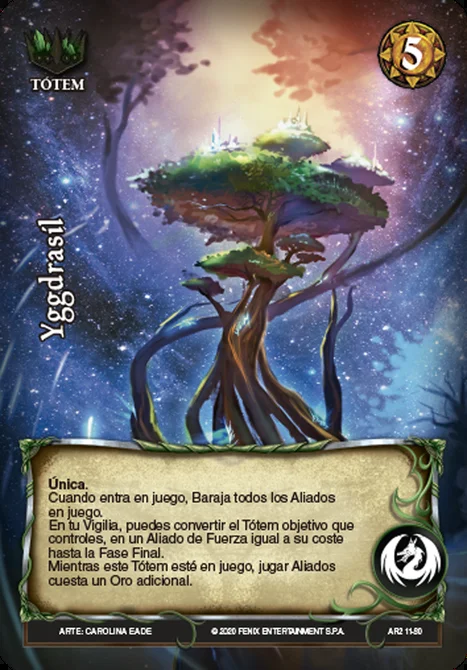 TÓTEM
5
Yggdrasil
Única.
Cuando entra en juego, Baraja todos los Aliados
en juego.
En tu Vigilia, puedes convertir el Tótem objetivo que
controles, en un Aliado de Fuerza igual a su coste
hasta la Fase Final.
Mientras este Tótem esté en juego, jugar Aliados
cuesta un Oro adicional.
ARTE: CAROLINA EADE
© 2020 FENIX ENTERTAINMENT S.P.A.
AR2 11-50